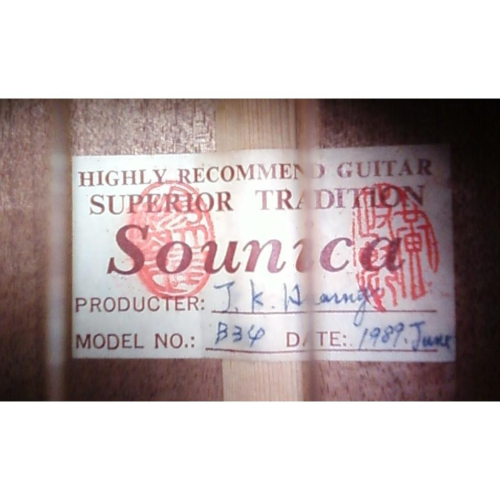 HIGHLY RECOMMEND GUITAR
SUPERIOR TRADITION
Sounica
PRODUCTER: J. K. Hwang
MODEL NO.: B34 DATE: 1989. June